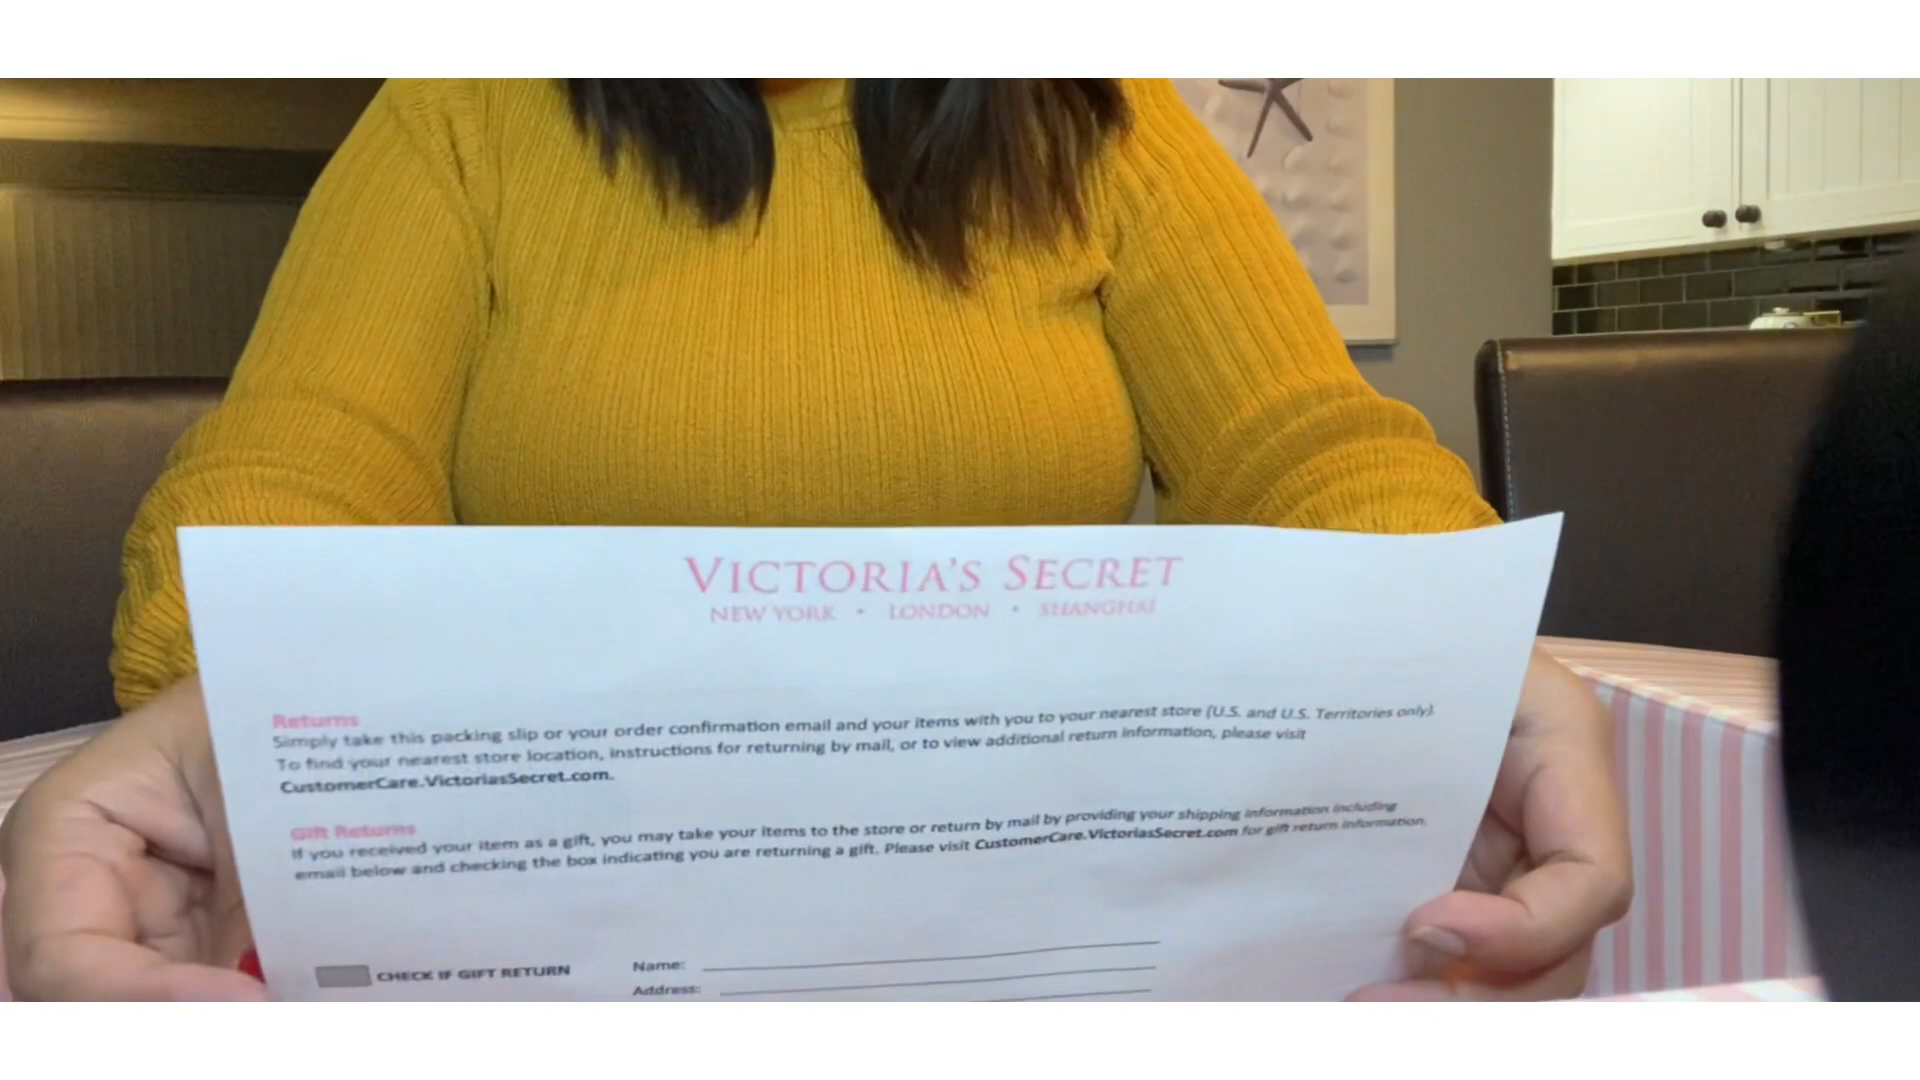 VICTORIA'S SECRET
NEW YORK • LONDON • SHANGHAI
Returns
Simply take this packing slip or your order confirmation email and your items with you to your nearest store (U.S. and U.S. Territories only).
To find your nearest store location, instructions for returning by mail, or to view additional return information, please visit
CustomerCare.VictoriasSecret.com.
Gift Returns
If you received your item as a gift, you may take your items to the store or return by mail by providing your shipping information including
email below and checking the box indicating you are returning a gift. Please visit CustomerCare.VictoriasSecret.com for gift return information.
CHECK IF GIFT RETURN
Name:
Address: